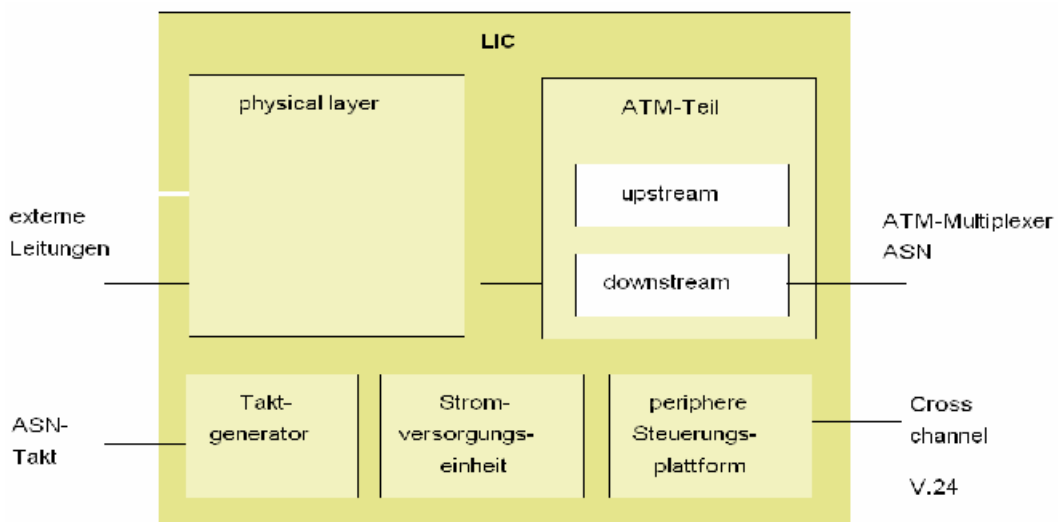 LIC
physical layer
ATM-Teil
upstream
externe
Leitungen
ATM-Multiplexer
ASN
downstream
Takt-
generator
Strom-
versorgungs-
einheit
periphere
Steuerungs-
plattform
ASN-
Takt
Cross
channel
V.24